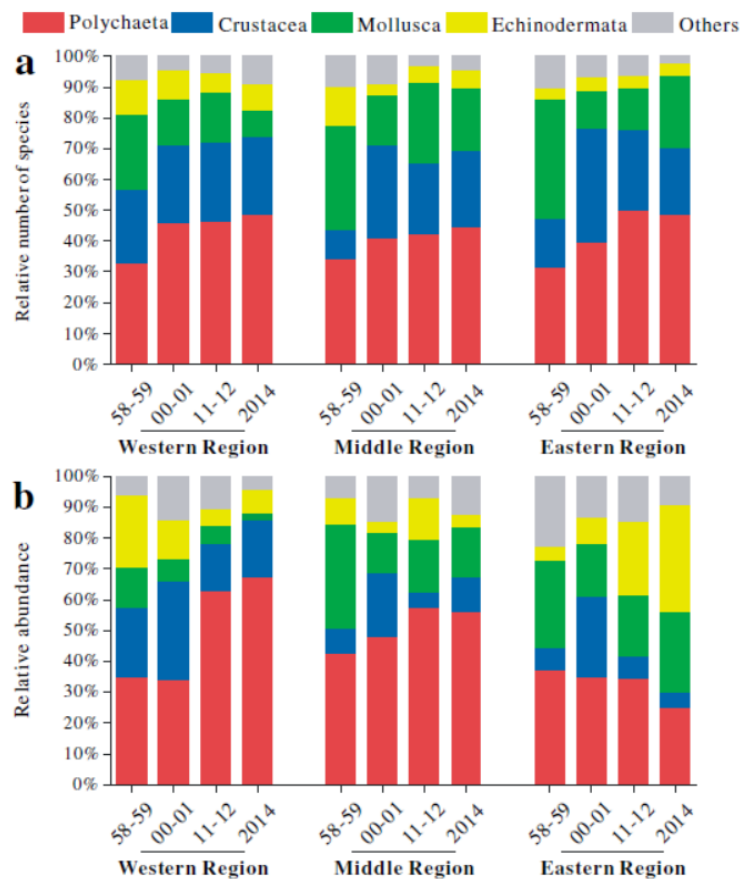 Polychaeta Crustacea Mollusca Echinodermata Others
a
Relative number of species
100%
90%
80%
70%
60%
50%
40%
30%
20%
10%
0%
58-59 00-01 11-12 2014 58-59 00-01 11-12 2014 58-59 00-01 11-12 2014
Western Region Middle Region Eastern Region
b
Relative abundance
100%
90%
80%
70%
60%
50%
40%
30%
20%
10%
0%
58-59 00-01 11-12 2014 58-59 00-01 11-12 2014 58-59 00-01 11-12 2014
Western Region Middle Region Eastern Region